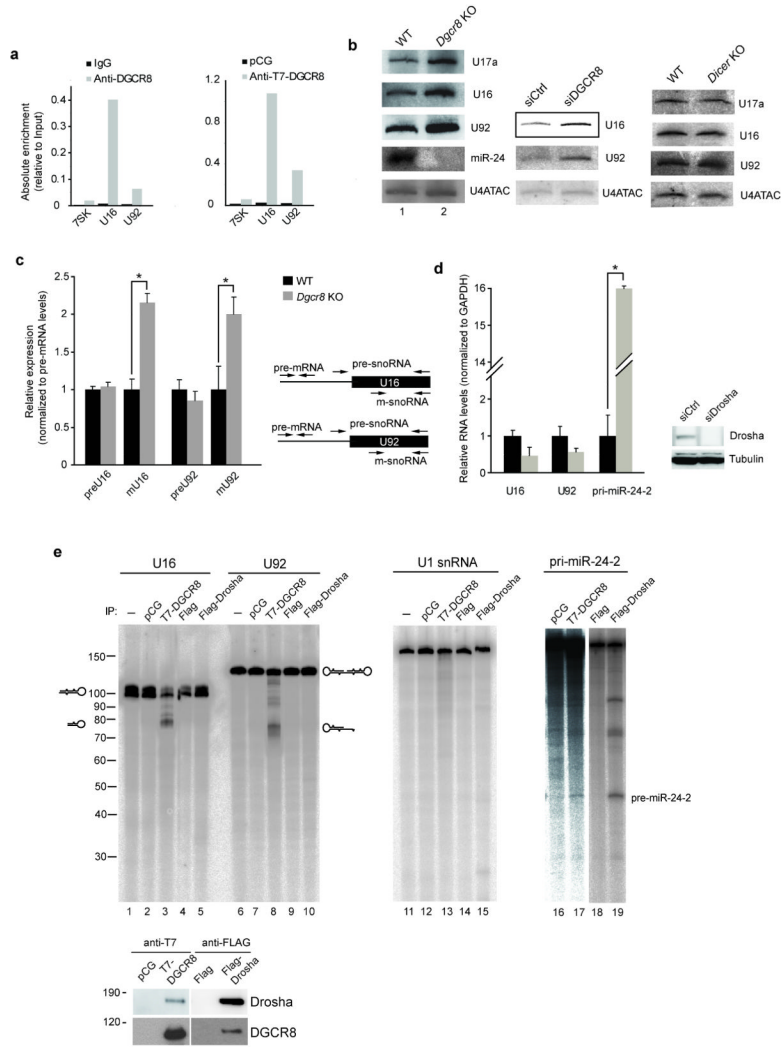 a
IgG
Anti-DGCR8
Absolute enrichment
(relative to Input)
0.4
0.3
0.2
0.1
0
7SK
U16
U92
pCG
Anti-T7-DGCR8
1.2
0.8
0.4
0
7SK
U16
U92
b
WT
Dgcr8 KO
U17a
U16
U92
miR-24
U4ATAC
1
2
siCtrl
siDGCR8
U16
U92
U4ATAC
WT
Dicer KO
U17a
U16
U92
U4ATAC
c
Relative expression
(normalized to pre-mRNA levels)
2.5
2
1.5
1
0.5
0
*
*
preU16
mU16
preU92
mU92
WT
Dgcr8 KO
pre-mRNA
pre-snoRNA
U16
m-snoRNA
pre-mRNA
pre-snoRNA
U92
m-snoRNA
d
Relative RNA levels (normalized to GAPDH)
16
14
1
0
*
U16
U92
pri-miR-24-2
siCtrl
siDrosha
Drosha
Tubulin
e
U16
U92
U1 snRNA
pri-miR-24-2
IP:
–
pCG
T7-DGCR8
Flag
Flag-Drosha
–
pCG
T7-DGCR8
Flag
Flag-Drosha
–
pCG
T7-DGCR8
Flag
Flag-Drosha
pCG
T7-DGCR8
Flag
Flag-Drosha
150
100
90
80
70
60
50
40
30
pre-miR-24-2
1 2 3 4 5 6 7 8 9 10 11 12 13 14 15 16 17 18 19
anti-T7
anti-FLAG
pCG
T7-
DGCR8
Flag
Flag-
Drosha
190 -
120 -
Drosha
DGCR8